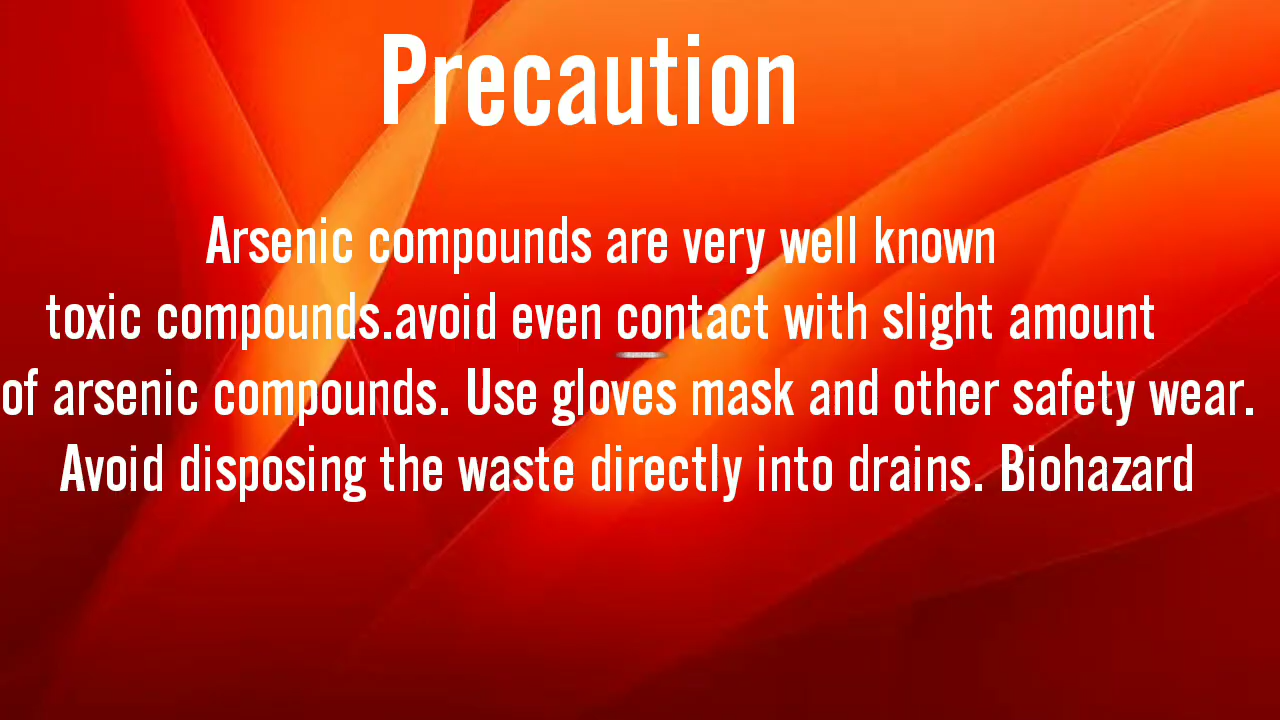 Precaution
Arsenic compounds are very well known
toxic compounds.avoid even contact with slight amount
of arsenic compounds. Use gloves mask and other safety wear.
Avoid disposing the waste directly into drains. Biohazard